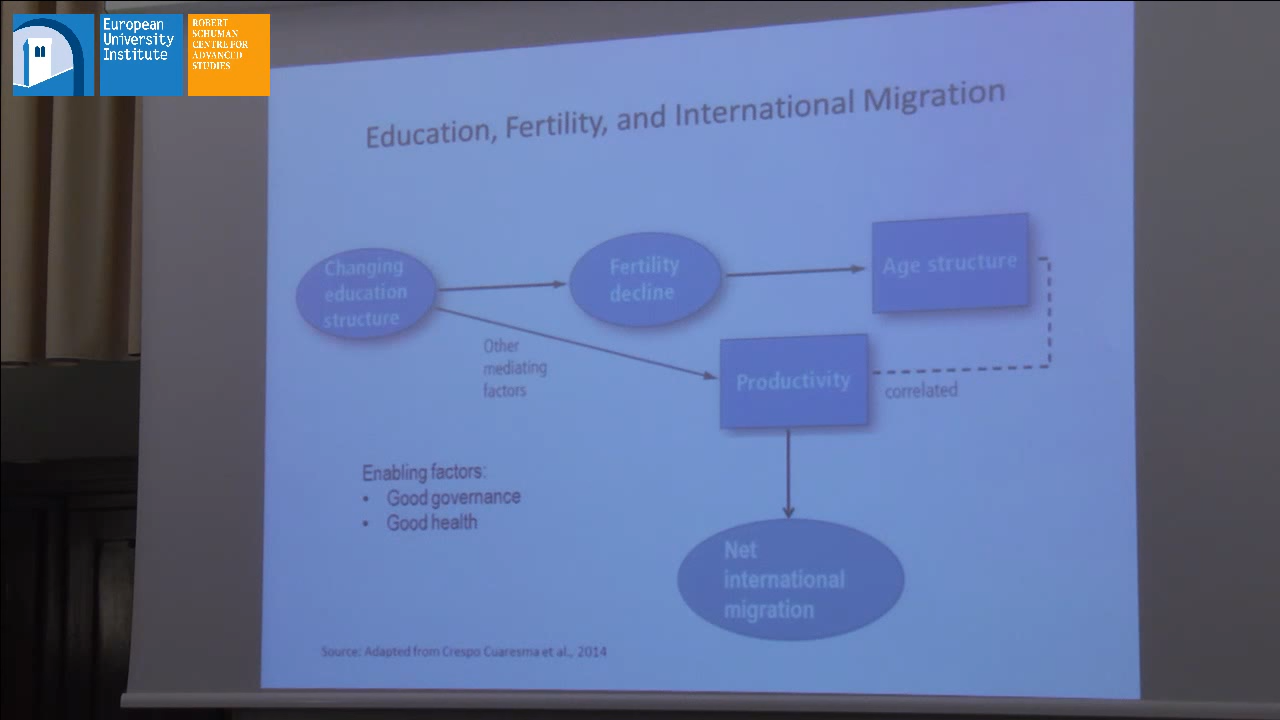 European
University
Institute
ROBERT
SCHUMAN
CENTRE FOR
ADVANCED
STUDIES
Education, Fertility, and International Migration
Changing
education
structure
Fertility
decline
Age structure
Other
mediating
factors
Productivity
correlated
Enabling factors:
• Good governance
• Good health
Net
international
migration
Source: Adapted from Crespo Cuaresma et al., 2014